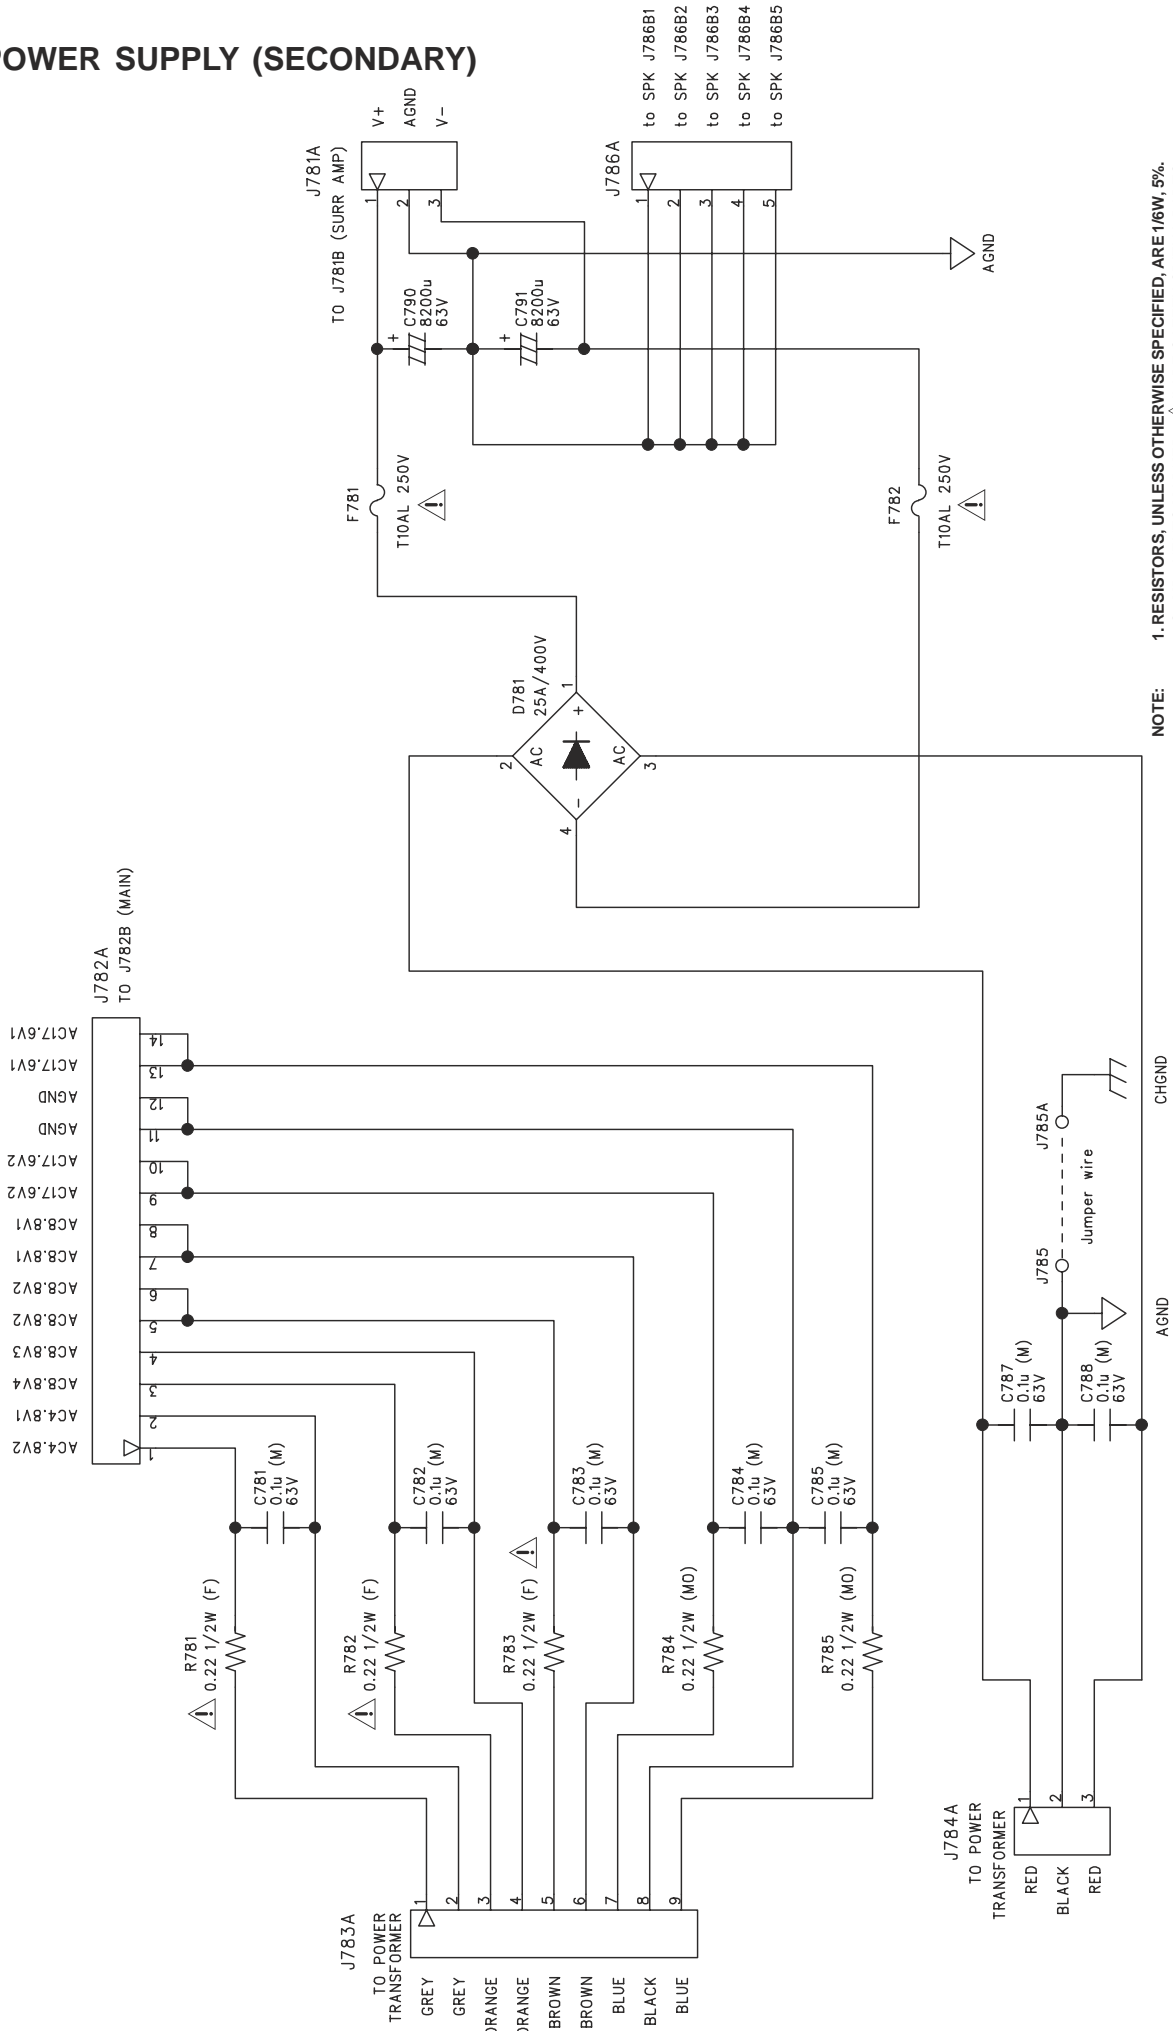 POWER SUPPLY (SECONDARY)
J781A
TO J781B (SURR AMP)
V+
AGND
V-
1
2
3
J786A
to SPK J786B1
to SPK J786B2
to SPK J786B3
to SPK J786B4
to SPK J786B5
1
2
3
4
5
+
C790
8200u
63V
+
C791
8200u
63V
AGND
F781
T10AL 250V
!
F782
T10AL 250V
!
D781
25A/400V
1
2
3
4
AC
AC
+
-
J782A
TO J782B (MAIN)
AC17.6V1
AC17.6V1
AGND
AGND
AC17.6V2
AC17.6V2
AC8.8V1
AC8.8V1
AC8.8V2
AC8.8V2
AC8.8V3
AC8.8V4
AC4.8V1
AC4.8V2
14
13
12
11
10
9
8
7
6
5
4
3
2
1
C781
0.1u (M)
63V
C782
0.1u (M)
63V
C783
0.1u (M)
63V
C784
0.1u (M)
63V
C785
0.1u (M)
63V
R781
0.22 1/2W (F)
!
R782
0.22 1/2W (F)
!
R783
0.22 1/2W (F)
!
R784
0.22 1/2W (MO)
R785
0.22 1/2W (MO)
J783A
TO POWER
TRANSFORMER
1
2
3
4
5
6
7
8
9
GREY
GREY
ORANGE
ORANGE
BROWN
BROWN
BLUE
BLACK
BLUE
J785A
Jumper wire
J785
CHGND
AGND
C787
0.1u (M)
63V
C788
0.1u (M)
63V
J784A
TO POWER
TRANSFORMER
1
2
3
RED
BLACK
RED
NOTE: 1. RESISTORS, UNLESS OTHERWISE SPECIFIED, ARE 1/6W, 5%.